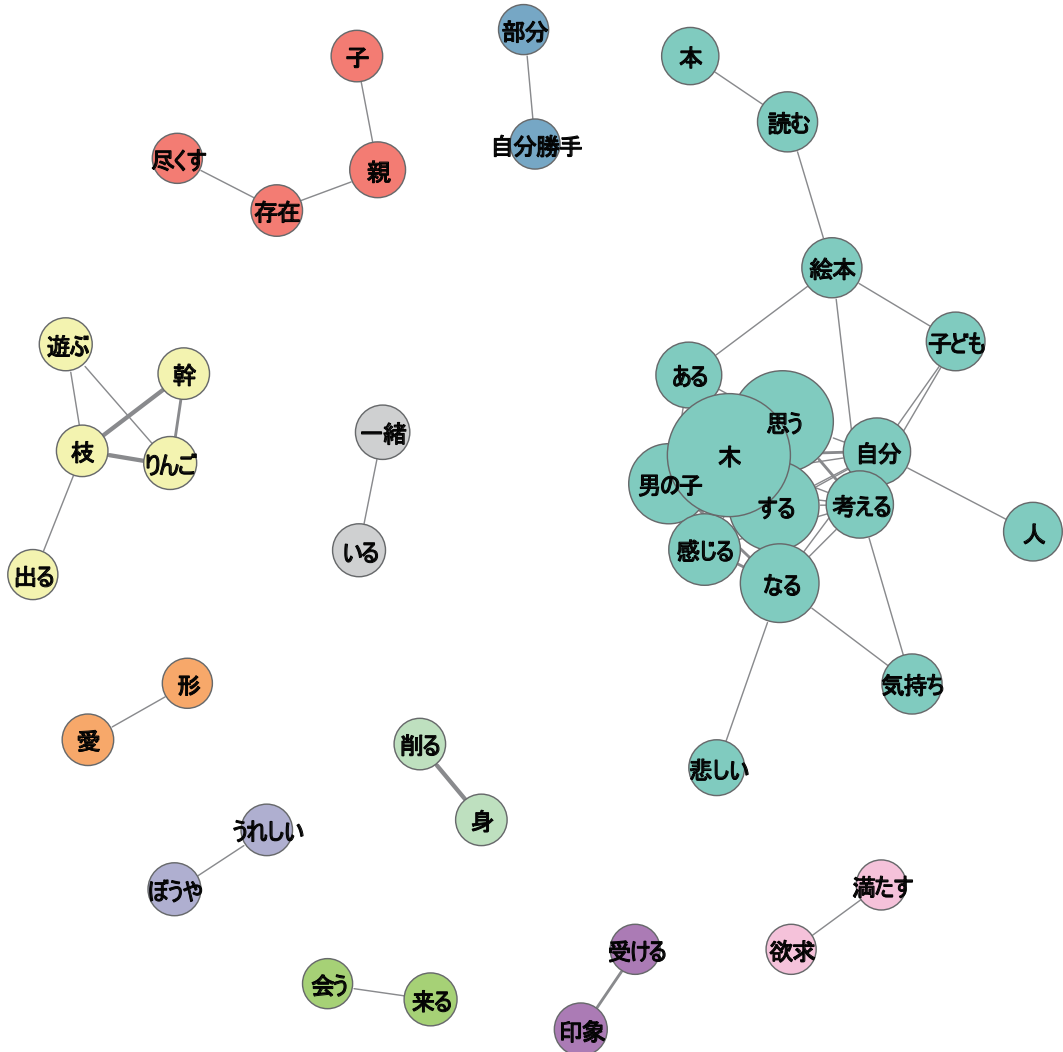 部分
子
本
読む
自分勝手
尽くす
親
存在
絵本
遊ぶ
子ども
幹
ある
思う
一緒
枝
りんご
木
自分
男の子
する
考える
人
いる
感じる
出る
なる
形
気持ち
愛
削る
悲しい
身
うれしい
ぼうや
満たす
受ける
欲求
会う
来る
印象